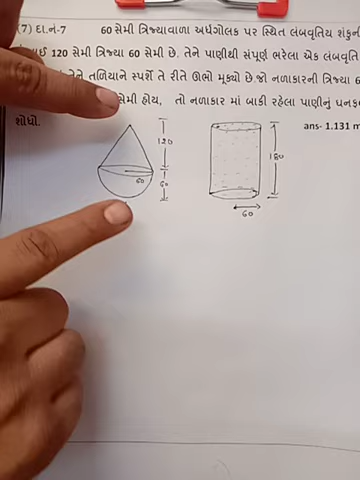 (7) દા.નં-7 60 સેમી ત્રિજ્યાવાળા અર્ધગોલક પર સ્થિત લંબવૃત્તિય શંકુની
120 સેમી ત્રિજ્યા 60 સેમી છે. તેને પાણીથી સંપૂર્ણ ભરેલા એક લંબવૃત્તિ
તળિયાને સ્પર્શે તે રીતે ઊભો મૂક્યો છે.જો નળાકારની ત્રિજ્યા 6
સેમી હોય, તો નળાકાર માં બાકી રહેલા પાણીનું ઘનફ
શોધો. ans- 1.131 m
120
60
60
180
60